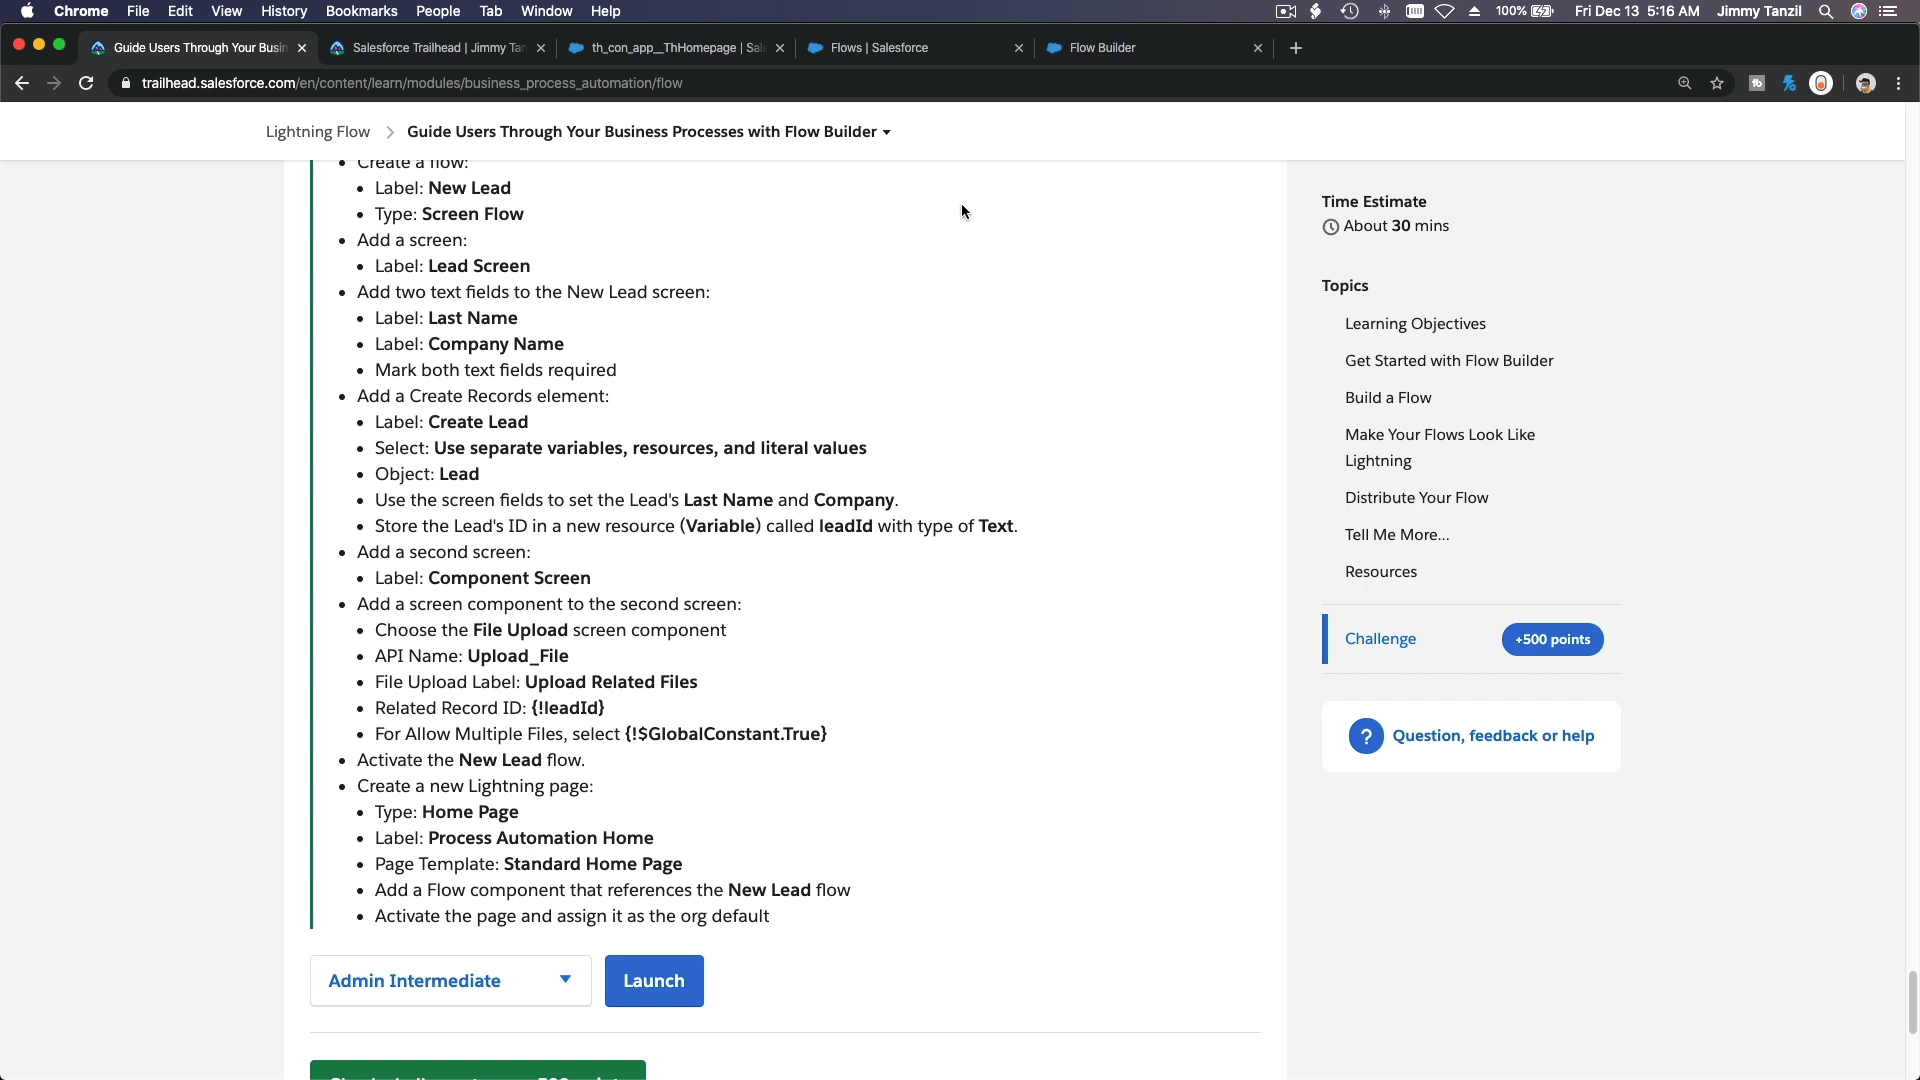 Chrome File Edit View History Bookmarks People Tab Window Help 100% Fri Dec 13 5:16 AM Jimmy Tanzil
Guide Users Through Your Busin
Salesforce Trailhead | Jimmy Tan
th_con_app__ThHomepage | Sale
Flows | Salesforce
Flow Builder
trailhead.salesforce.com/en/content/learn/modules/business_process_automation/flow
Lightning Flow > Guide Users Through Your Business Processes with Flow Builder
Create a flow:
Label: New Lead
Type: Screen Flow
Add a screen:
Label: Lead Screen
Add two text fields to the New Lead screen:
Label: Last Name
Label: Company Name
Mark both text fields required
Add a Create Records element:
Label: Create Lead
Select: Use separate variables, resources, and literal values
Object: Lead
Use the screen fields to set the Lead's Last Name and Company.
Store the Lead's ID in a new resource (Variable) called leadId with type of Text.
Add a second screen:
Label: Component Screen
Add a screen component to the second screen:
Choose the File Upload screen component
API Name: Upload_File
File Upload Label: Upload Related Files
Related Record ID: {!leadId}
For Allow Multiple Files, select {!$GlobalConstant.True}
Activate the New Lead flow.
Create a new Lightning page:
Type: Home Page
Label: Process Automation Home
Page Template: Standard Home Page
Add a Flow component that references the New Lead flow
Activate the page and assign it as the org default
Admin Intermediate
Launch
Time Estimate
About 30 mins
Topics
Learning Objectives
Get Started with Flow Builder
Build a Flow
Make Your Flows Look Like
Lightning
Distribute Your Flow
Tell Me More...
Resources
Challenge
+500 points
? Question, feedback or help